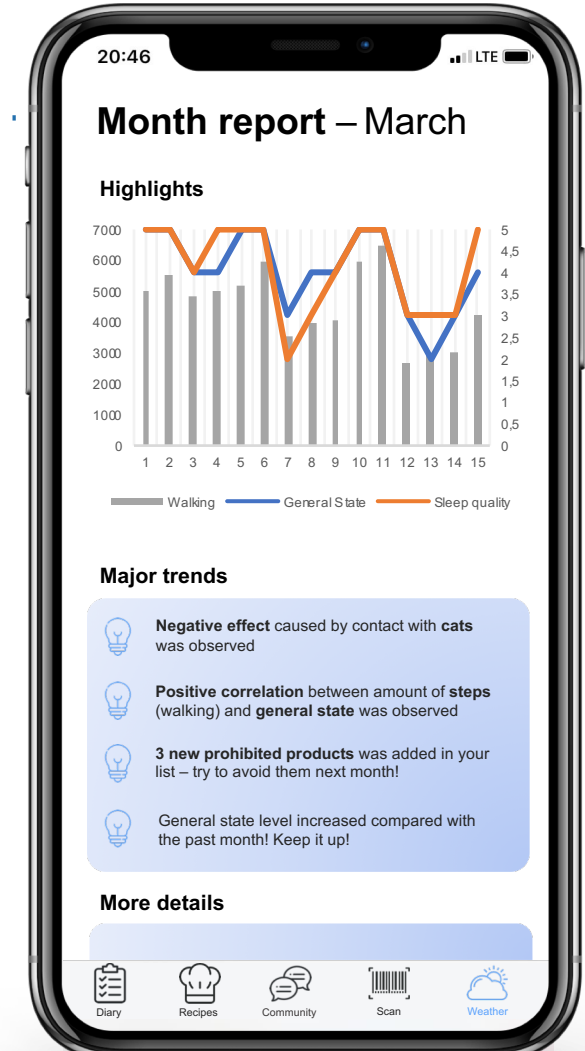 20:46
LTE
Month report – March
Highlights
7000 5
6000 4,5
5000 4
4000 3,5
3000 3
2000 2,5
1000 2
0 1,5
1
0,5
0
1 2 3 4 5 6 7 8 9 10 11 12 13 14 15
Walking General State Sleep quality
Major trends
Negative effect caused by contact with cats
was observed
Positive correlation between amount of steps
(walking) and general state was observed
3 new prohibited products was added in your
list – try to avoid them next month!
General state level increased compared with
the past month! Keep it up!
More details
Diary Recipes Community Scan Weather